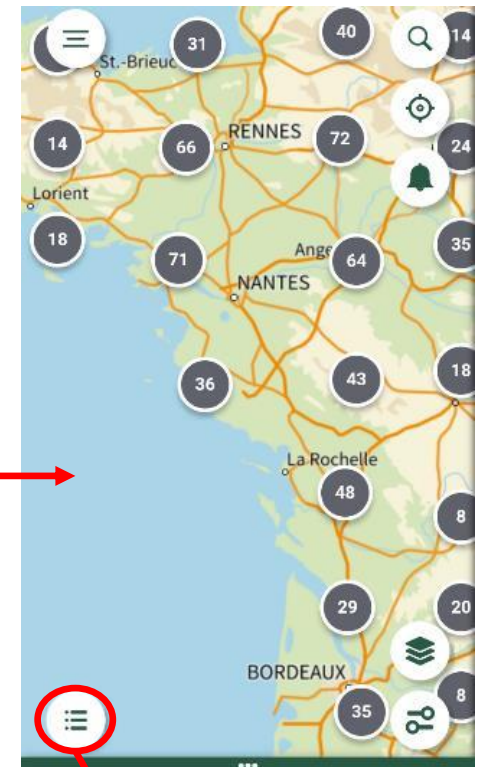 31
40
14
St.-Brieuc
14
66
RENNES
72
24
Lorient
18
71
Ange
64
35
NANTES
36
43
18
La Rochelle
48
8
29
20
BORDEAUX
35
8